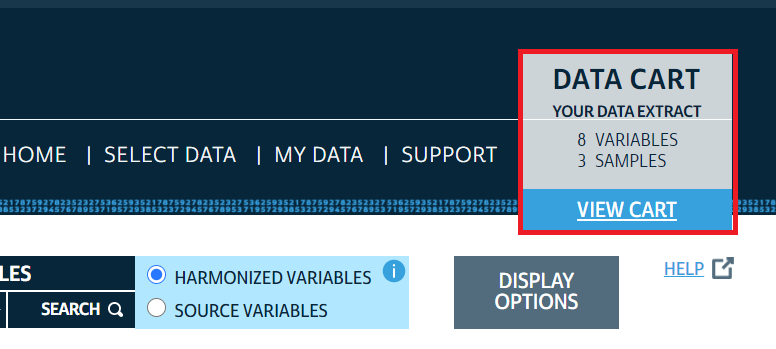 DATA CART
YOUR DATA EXTRACT
8 VARIABLES
3 SAMPLES
VIEW CART
HOME | SELECT DATA | MY DATA | SUPPORT
LES
SEARCH
HARMONIZED VARIABLES i
SOURCE VARIABLES
DISPLAY
OPTIONS
HELP